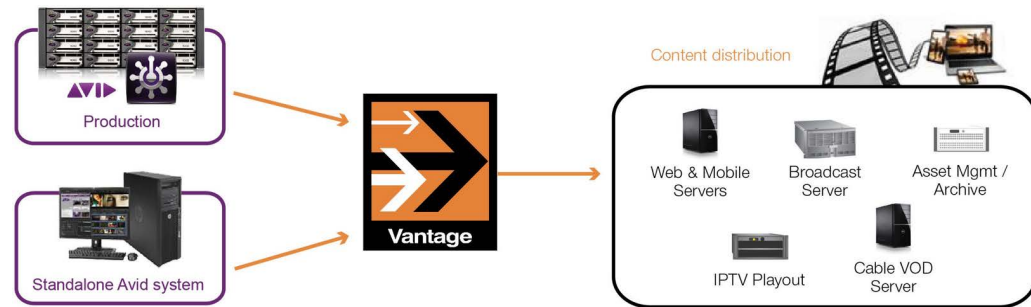 AVID
Production
Standalone Avid system
Vantage
Content distribution
Web & Mobile
Servers
Broadcast
Server
Asset Mgmt /
Archive
IPTV Playout
Cable VOD
Server